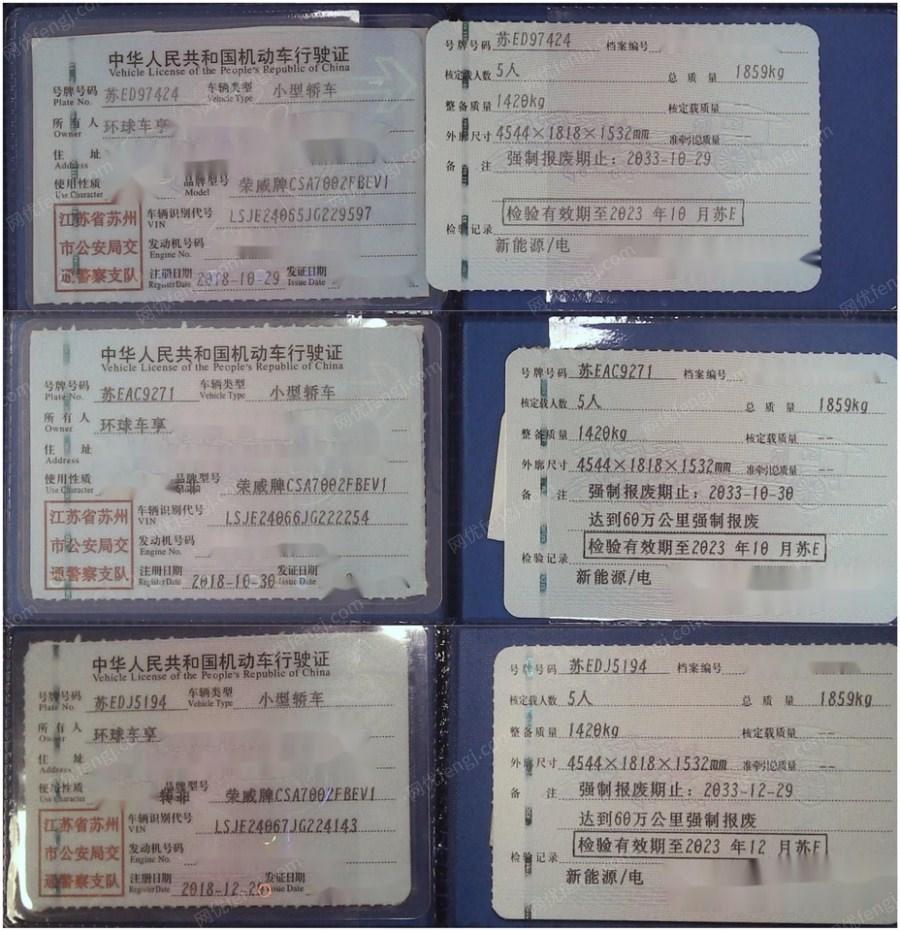 中华人民共和国机动车行驶证
Vehicle License of the People's Republic of China
号牌号码 苏ED97424 车辆类型 小型轿车
Plate No. Vehicle Type
所有人 环球车享
Owner
住址
Address
使用性质 品牌型号 荣威牌CSA7002FBEV1
Use Character Model
江苏省苏州
市公安局交
通警察支队
车辆识别代号 LSJE24065JG229597
VIN
发动机号码
Engine No.
注册日期 2018-10-29 发证日期
Register Date Issue Date
号牌号码 苏ED97424 档案编号
核定载人数 5人 总质量 1859kg
整备质量 1420kg 核定载质量
外廓尺寸 4544×1818×1532mm 准牵引总质量
备注 强制报废期止：2033-10-29
检验有效期至2023 年10 月苏E
检验记录
新能源/电
中华人民共和国机动车行驶证
Vehicle License of the People's Republic of China
号牌号码 苏EAC9271 车辆类型 小型轿车
Plate No. Vehicle Type
所有人 环球车享
Owner
住址
Address
使用性质 品牌型号 荣威牌CSA7002FBEV1
Use Character
江苏省苏州
市公安局交
通警察支队
车辆识别代号 LSJE24066JG222254
VIN
发动机号码
Engine No.
注册日期 2018-10-30 发证日期
Register Date Issue Date
号牌号码 苏EAC9271 档案编号
核定载人数 5人 总质量 1859kg
整备质量 1420kg 核定载质量 --
外廓尺寸 4544×1818×1532mm 准牵引总质量 --
备注 强制报废期止：2033-10-30
达到60万公里强制报废
检验有效期至2023 年10 月苏E
检验记录
新能源/电
中华人民共和国机动车行驶证
Vehicle License of the People's Republic of China
号牌号码 苏EDJ5194 车辆类型 小型轿车
Plate No. Vehicle Type
所有人 环球车享
Owner
住址
Address
使用性质 品牌型号 荣威牌CSA7002FBEV1
Use Character
江苏省苏州
市公安局交
通警察支队
车辆识别代号 LSJE24067JG224143
VIN
发动机号码
Engine No.
注册日期 2018-12-29 发证日期
Register Date Issue Date
号牌号码 苏EDJ5194 档案编号
核定载人数 5人 总质量 1859kg
整备质量 1420kg 核定载质量 --
外廓尺寸 4544×1818×1532mm 准牵引总质量 --
备注 强制报废期止：2033-12-29
达到60万公里强制报废
检验有效期至2023 年12 月苏E
检验记录
新能源/电
网优fengj.com